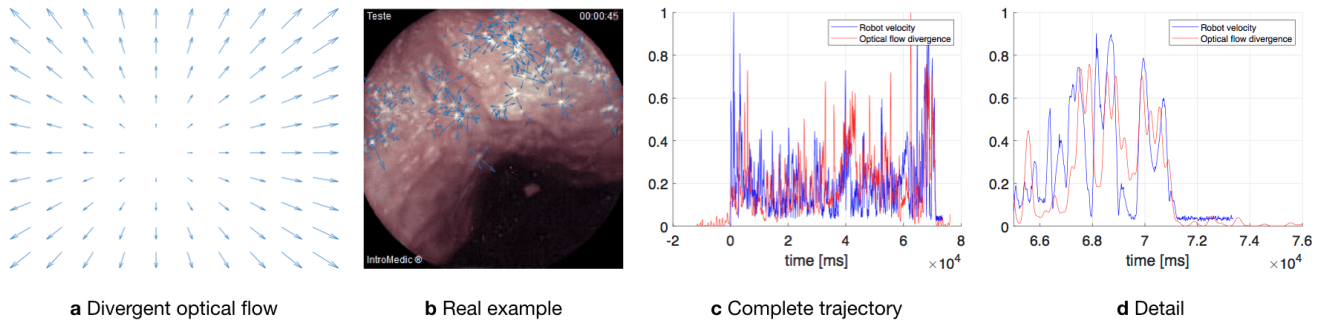 Teste
00:00:45
IntroMedic ®
Robot velocity
Optical flow divergence
1
0.8
0.6
0.4
0.2
0
-2
0
2
4
6
8
time [ms]
×10⁴
Robot velocity
Optical flow divergence
1
0.8
0.6
0.4
0.2
0
6.6
6.8
7
7.2
7.4
7.6
time [ms]
×10⁴
a Divergent optical flow
b Real example
c Complete trajectory
d Detail